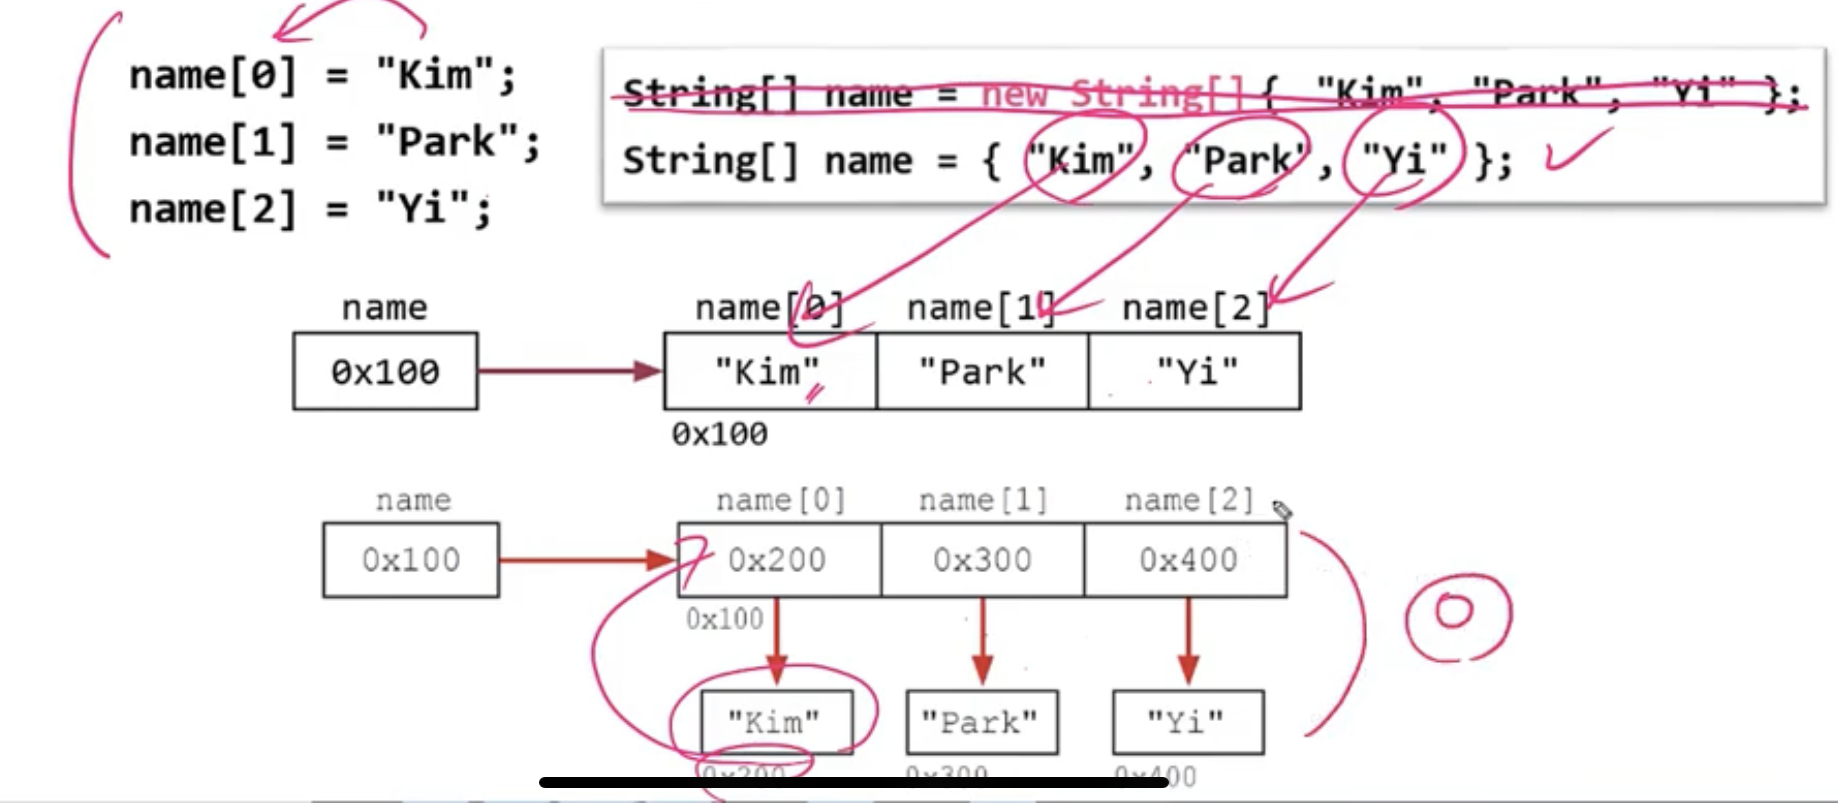 name[0] = "Kim";
name[1] = "Park";
name[2] = "Yi";
String[] name = new String[] { "Kim", "Park", "Yi" };
String[] name = { "Kim", "Park", "Yi" };
name name[0] name[1] name[2]
0x100 "Kim" "Park" "Yi"
0x100
name name[0] name[1] name[2]
0x100 0x200 0x300 0x400
0x100
"Kim" "Park" "Yi"
0x200 0x300 0x400